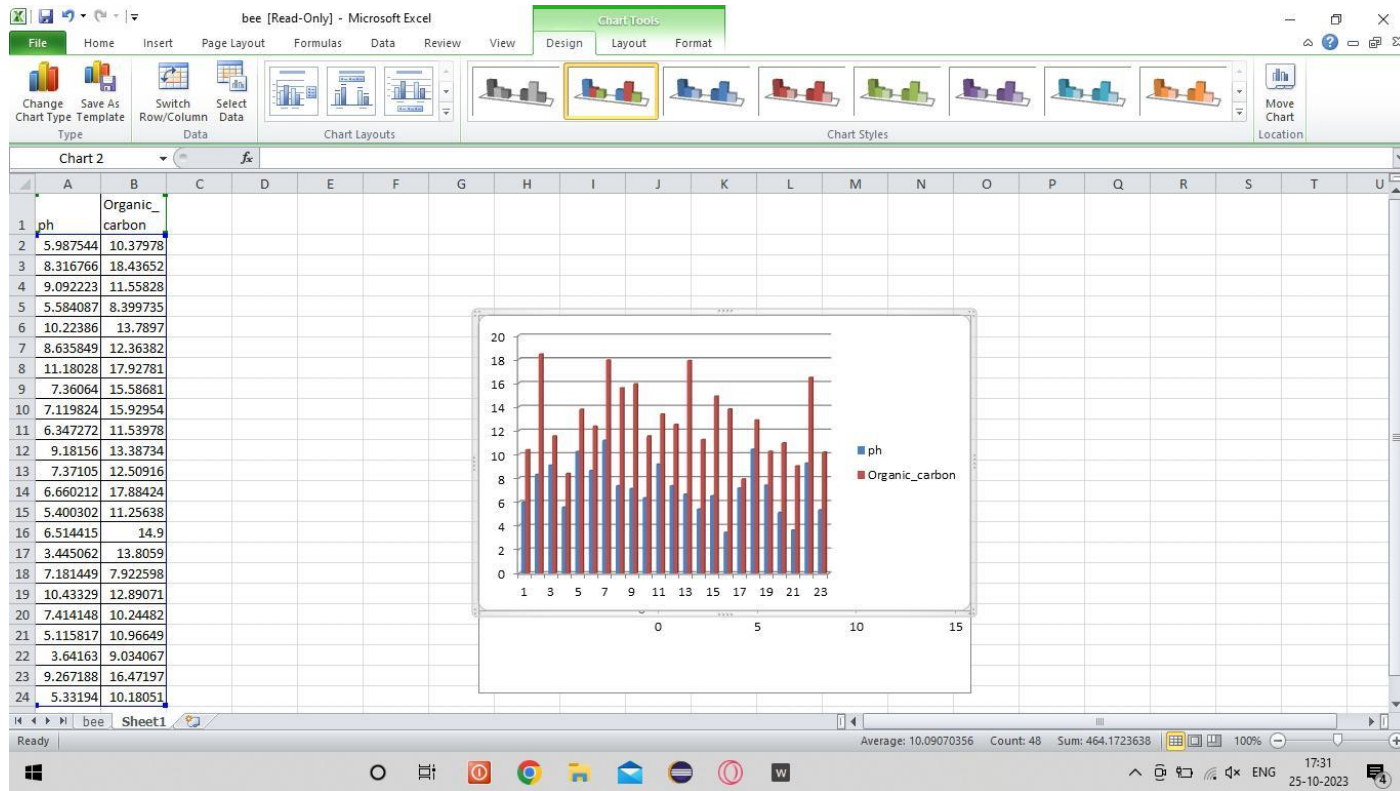 bee [Read-Only] - Microsoft Excel
Chart Tools
File Home Insert Page Layout Formulas Data Review View Design Layout Format
Change Chart Type
Save As Template
Switch Row/Column
Select Data
Move Chart
Type Data Chart Layouts Chart Styles Location
Chart 2 fx
A B C D E F G H I J K L M N O P Q R S T U
1 ph Organic_carbon
2 5.987544 10.37978
3 8.316766 18.43652
4 9.092223 11.55828
5 5.584087 8.399735
6 10.22386 13.7897
7 8.635849 12.36382
8 11.18028 17.92781
9 7.36064 15.58681
10 7.119824 15.92954
11 6.347272 11.53978
12 9.18156 13.38734
13 7.37105 12.50916
14 6.660212 17.88424
15 5.400302 11.25638
16 6.514415 14.9
17 3.445062 13.8059
18 7.181449 7.922598
19 10.43329 12.89071
20 7.414148 10.24482
21 5.115817 10.96649
22 3.64163 9.034067
23 9.267188 16.47197
24 5.33194 10.18051
20
18
16
14
12
10
8
6
4
2
0
1 3 5 7 9 11 13 15 17 19 21 23
ph
Organic_carbon
0 5 10 15
bee Sheet1
Ready Average: 10.09070356 Count: 48 Sum: 464.1723638 100%
W ENG 17:31
25-10-2023
4